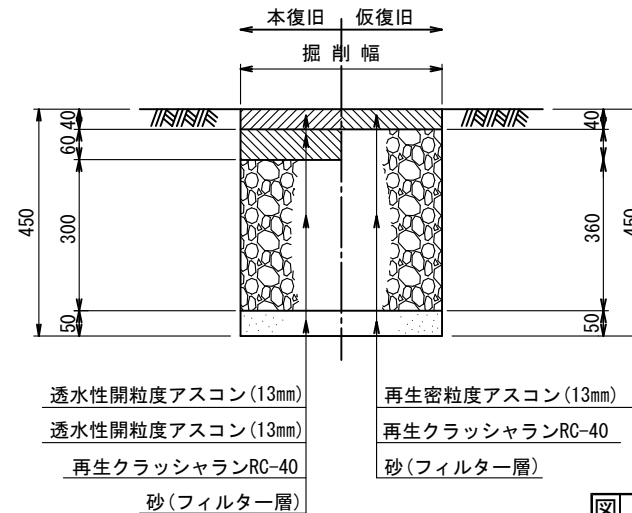 本復旧 仮復旧
掘 削 幅
40
60
300
50
450
40
360
50
450
透水性開粒度アスコン(13mm)
透水性開粒度アスコン(13mm)
再生クラッシャランRC-40
砂(フィルター層)
再生密粒度アスコン(13mm)
再生クラッシャランRC-40
砂(フィルター層)
図